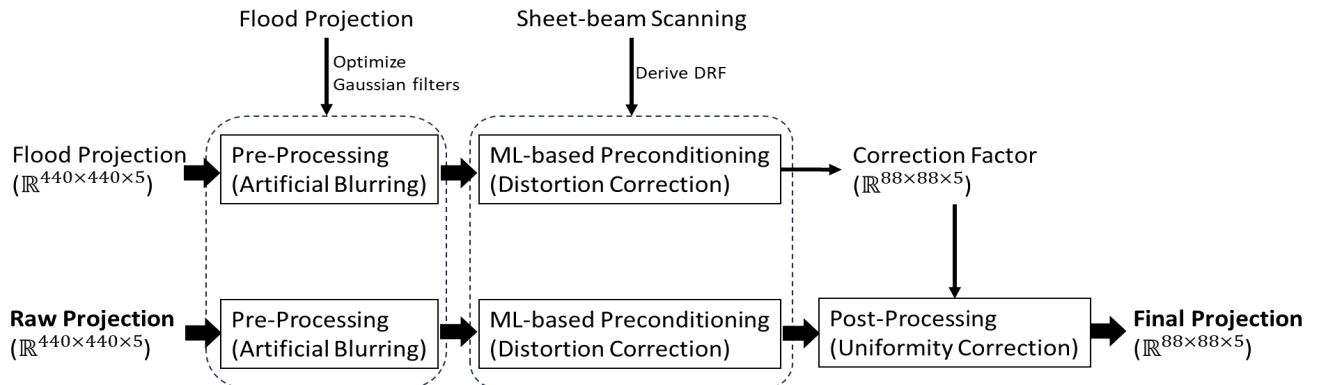 Flood Projection
Sheet-beam Scanning
Optimize
Gaussian filters
Derive DRF
Flood Projection
(ℝ^{440×440×5})
Pre-Processing
(Artificial Blurring)
ML-based Preconditioning
(Distortion Correction)
Correction Factor
(ℝ^{88×88×5})
Raw Projection
(ℝ^{440×440×5})
Pre-Processing
(Artificial Blurring)
ML-based Preconditioning
(Distortion Correction)
Post-Processing
(Uniformity Correction)
Final Projection
(ℝ^{88×88×5})